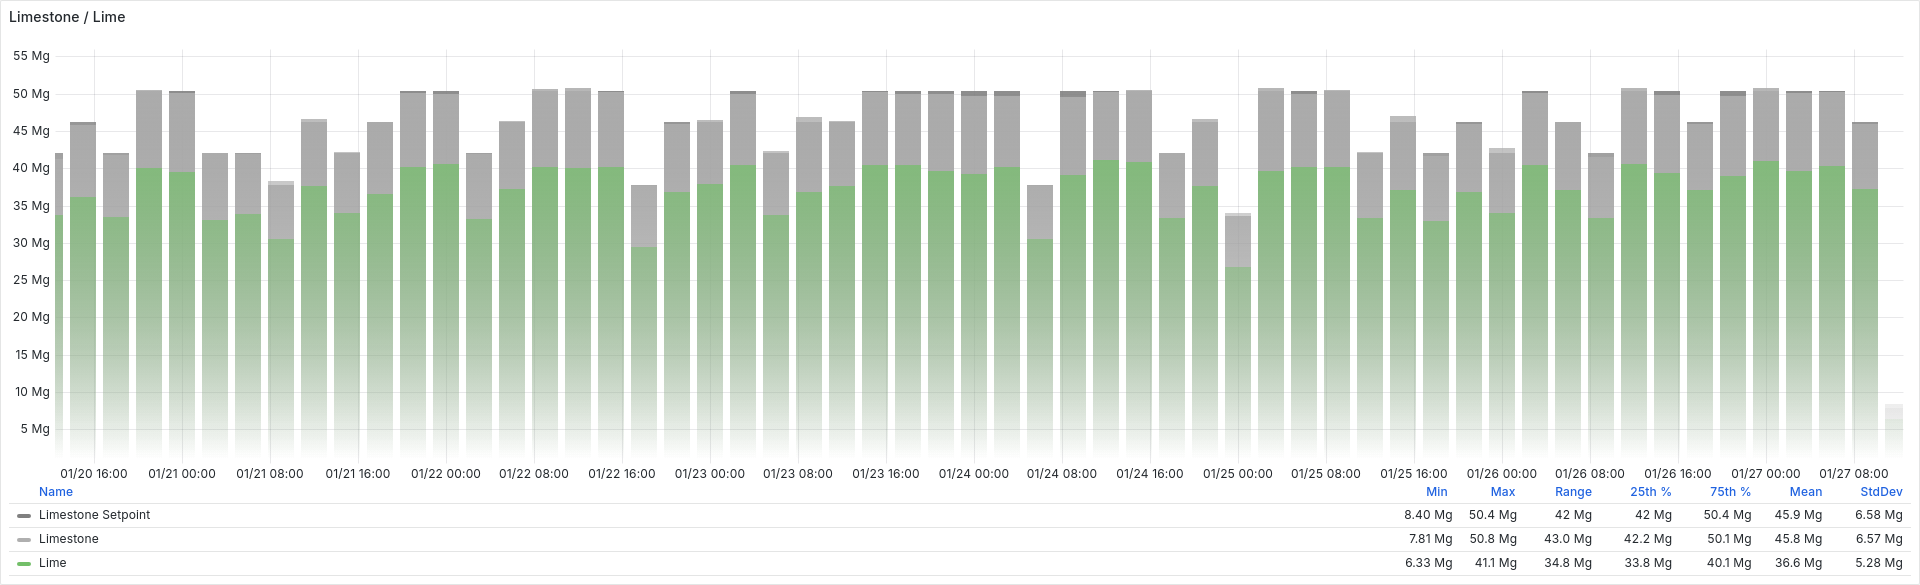 Limestone / Lime
55 Mg
50 Mg
45 Mg
40 Mg
35 Mg
30 Mg
25 Mg
20 Mg
15 Mg
10 Mg
5 Mg
01/20 16:00 01/21 00:00 01/21 08:00 01/21 16:00 01/22 00:00 01/22 08:00 01/22 16:00 01/23 00:00 01/23 08:00 01/23 16:00 01/24 00:00 01/24 08:00 01/24 16:00 01/25 00:00 01/25 08:00 01/25 16:00 01/26 00:00 01/26 08:00 01/26 16:00 01/27 00:00 01/27 08:00
Name Min Max Range 25th % 75th % Mean StdDev
Limestone Setpoint 8.40 Mg 50.4 Mg 42 Mg 42 Mg 50.4 Mg 45.9 Mg 6.58 Mg
Limestone 7.81 Mg 50.8 Mg 43.0 Mg 42.2 Mg 50.1 Mg 45.8 Mg 6.57 Mg
Lime 6.33 Mg 41.1 Mg 34.8 Mg 33.8 Mg 40.1 Mg 36.6 Mg 5.28 Mg